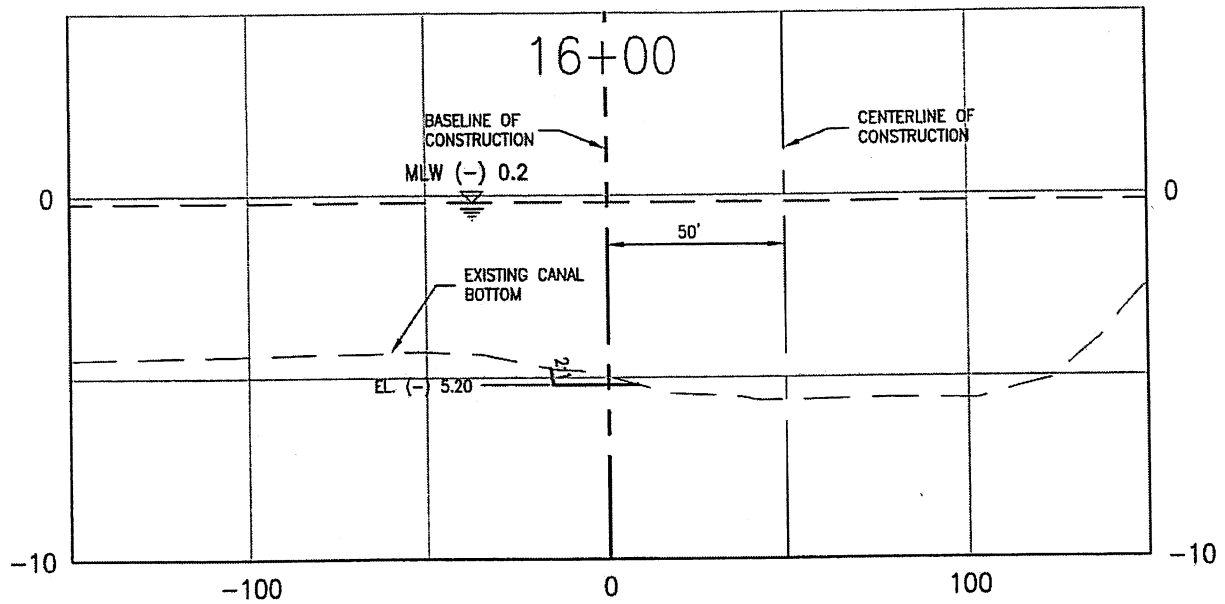 16+00
BASELINE OF
CONSTRUCTION
CENTERLINE OF
CONSTRUCTION
MLW (-) 0.2
0
0
50'
EXISTING CANAL
BOTTOM
2:1
EL. (-) 5.20
-10
-10
-100
0
100